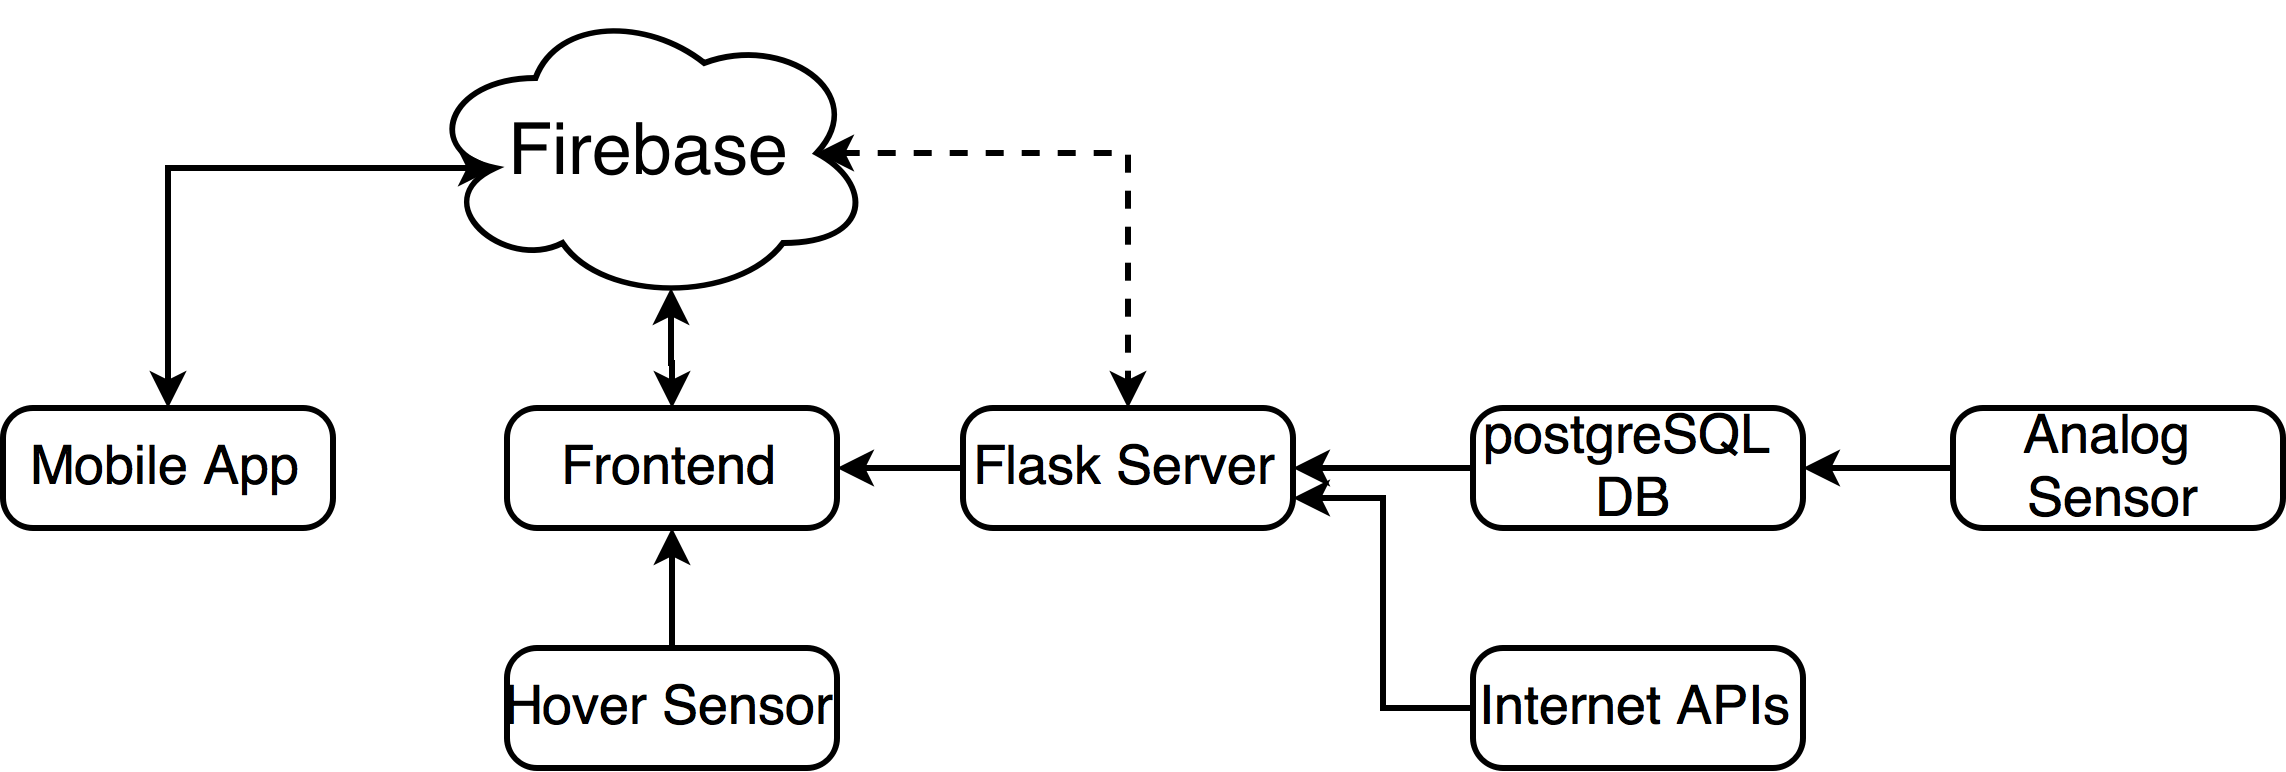 Firebase
Mobile App
Frontend
Flask Server
postgreSQL
DB
Analog
Sensor
Hover Sensor
Internet APIs